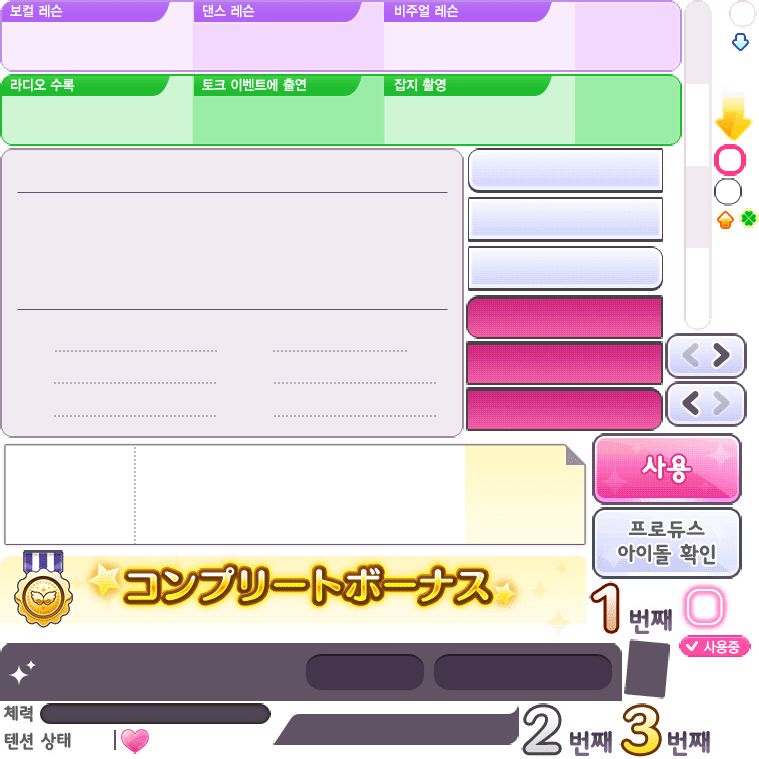 보컬 레슨 댄스 레슨 비주얼 레슨
라디오 수록 토크 이벤트에 출연 잡지 촬영
사용
프로듀스
아이돌 확인
コンプリートボーナス
1 번째
사용중
체력
텐션 상태
2 번째 3 번째